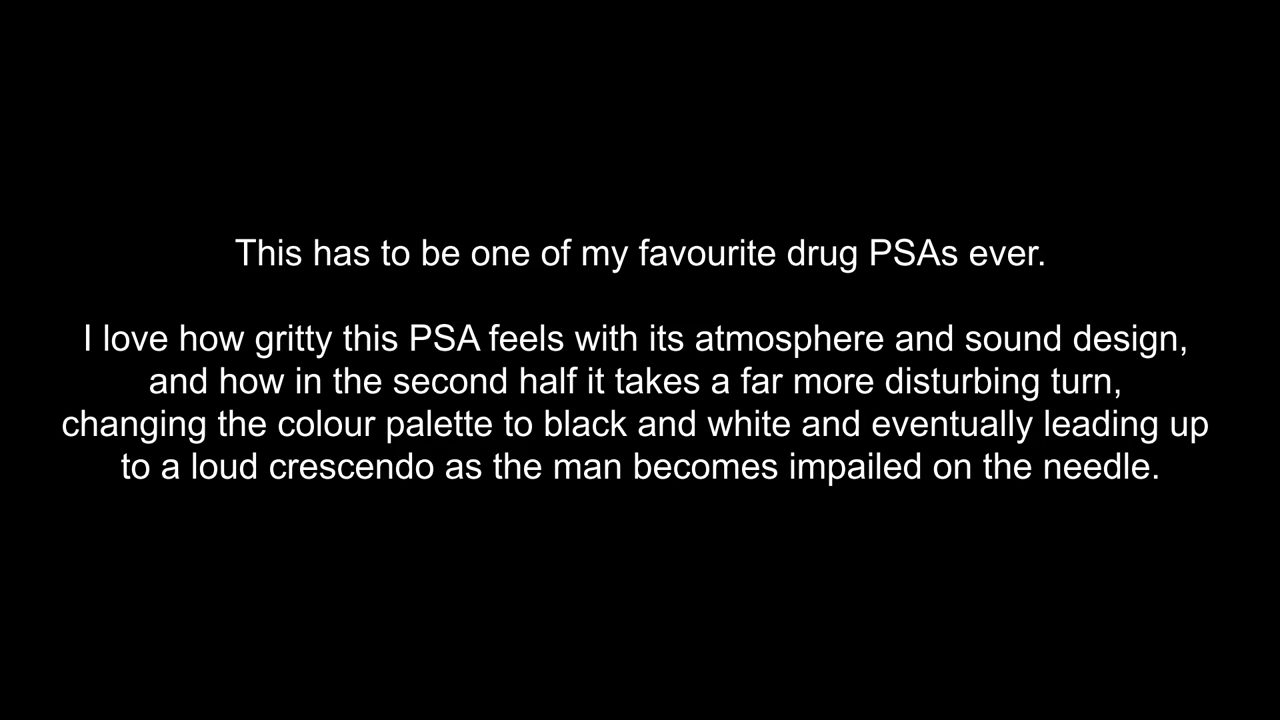 This has to be one of my favourite drug PSAs ever.
I love how gritty this PSA feels with its atmosphere and sound design,
and how in the second half it takes a far more disturbing turn,
changing the colour palette to black and white and eventually leading up
to a loud crescendo as the man becomes impailed on the needle.